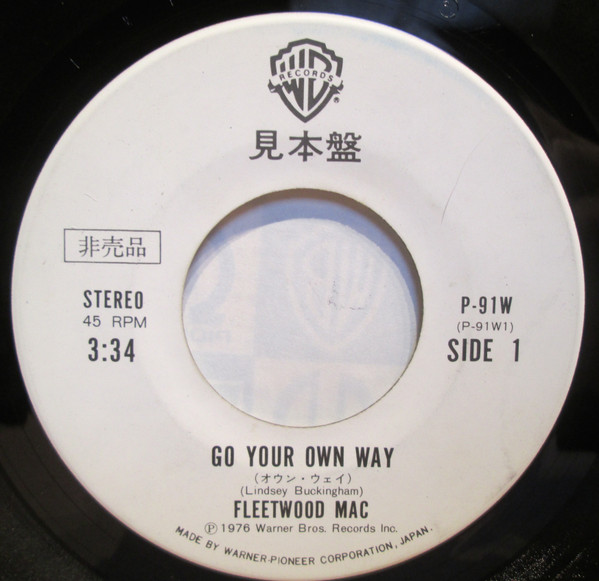 WB
RECORDS
®
見本盤
非売品
STEREO
45 RPM
3:34
P-91W
(P-91W1)
SIDE 1
GO YOUR OWN WAY
(オウン・ウェイ)
(Lindsey Buckingham)
FLEETWOOD MAC
Ⓟ 1976 Warner Bros. Records Inc.
MADE BY WARNER-PIONEER CORPORATION, JAPAN.